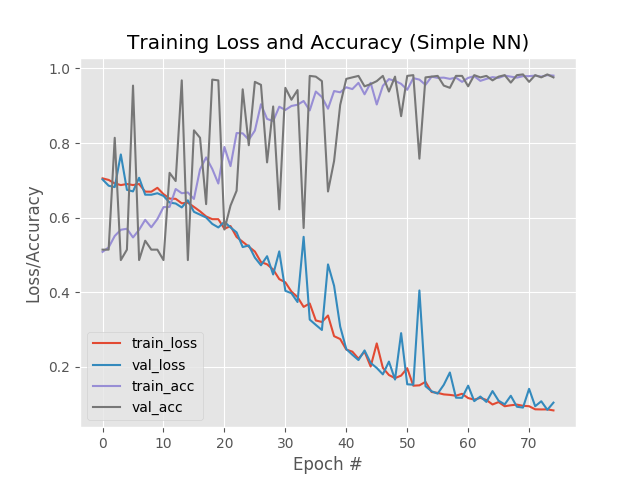 Training Loss and Accuracy (Simple NN)
1.0
0.8
0.6
0.4
0.2
Loss/Accuracy
train_loss
val_loss
train_acc
val_acc
0 10 20 30 40 50 60 70
Epoch #